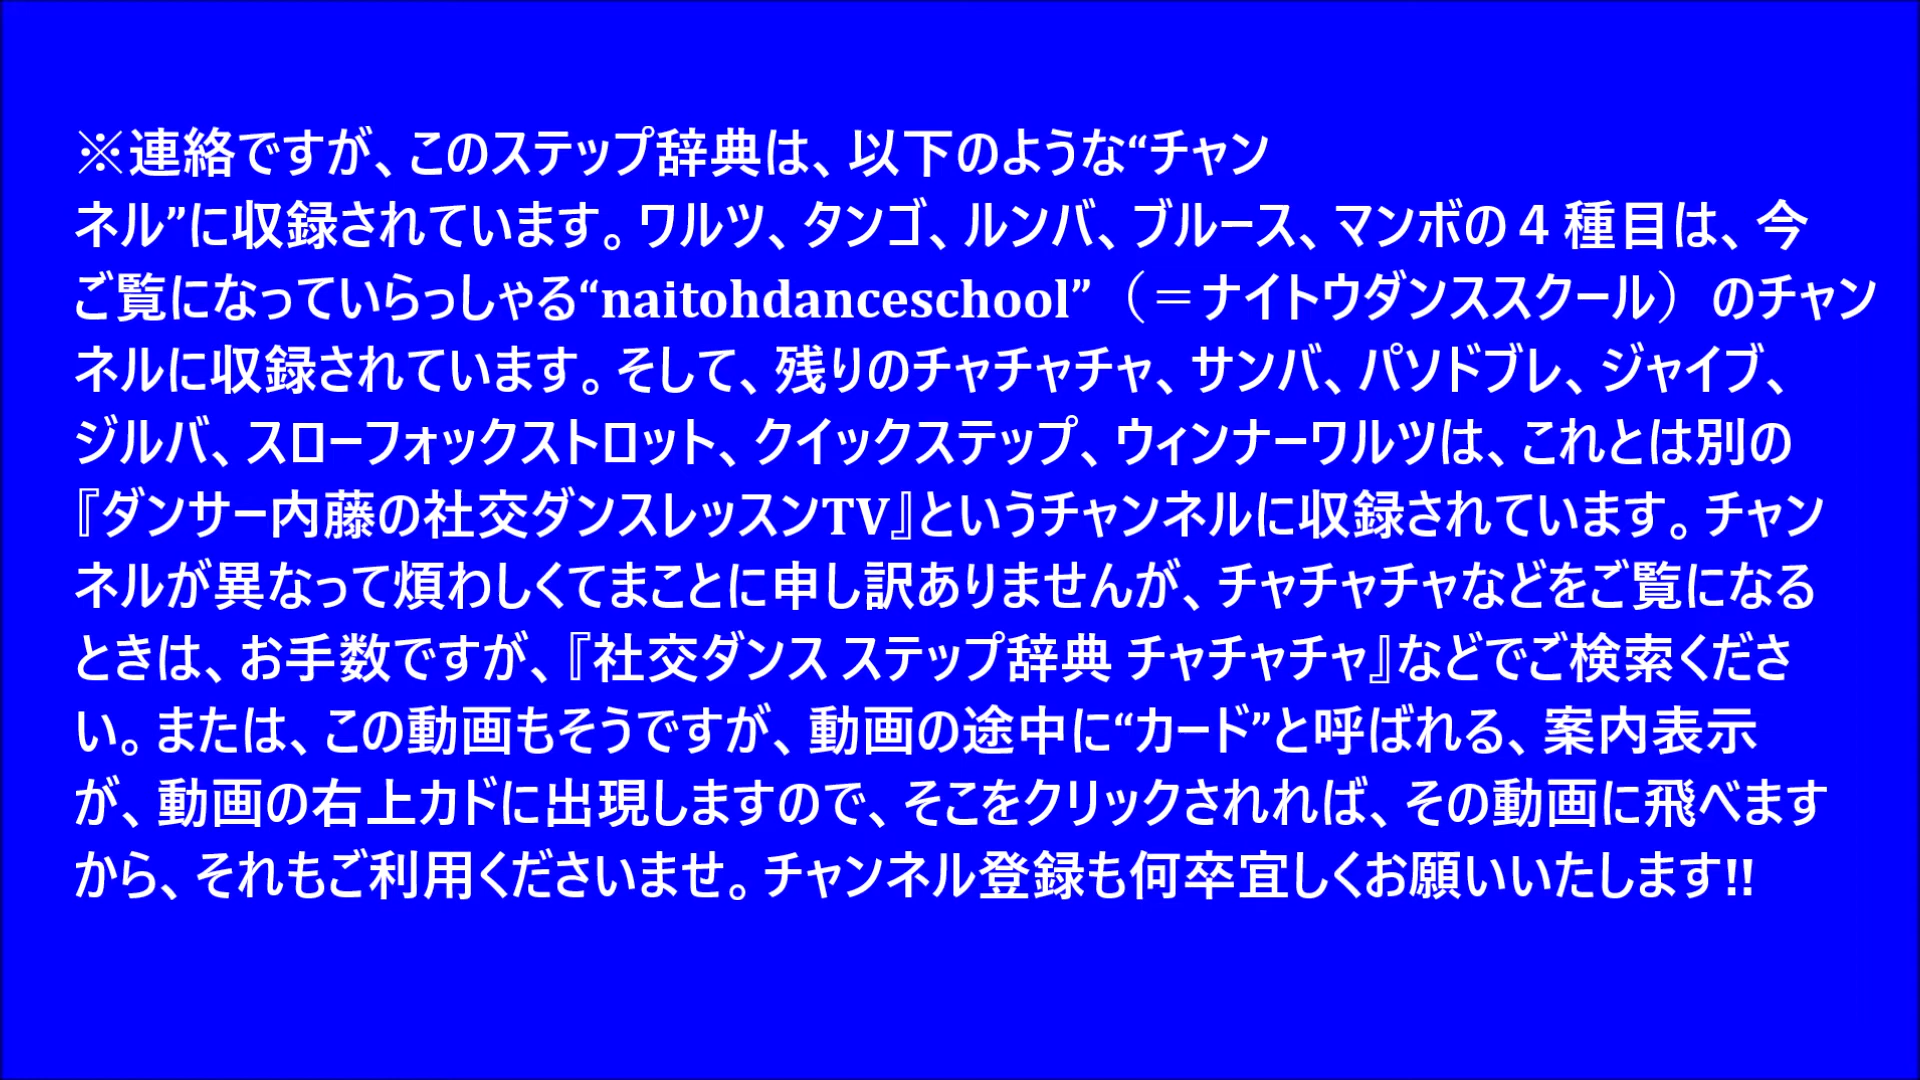 ※連絡ですが、このステップ辞典は、以下のような“チャン
ネル”に収録されています。ワルツ、タンゴ、ルンバ、ブルース、マンボの 4 種目は、今
ご覧になっていらっしゃる“naitohdanceschool”（＝ナイトウダンススクール）のチャン
ネルに収録されています。そして、残りのチャチャチャ、サンバ、パソドブレ、ジャイブ、
ジルバ、スローフォックストロット、クイックステップ、ウィンナーワルツは、これとは別の
『ダンサー内藤の社交ダンスレッスンTV』というチャンネルに収録されています。チャン
ネルが異なって煩わしくてまことに申し訳ありませんが、チャチャチャなどをご覧になる
ときは、お手数ですが、『社交ダンス ステップ辞典 チャチャチャ』などでご検索くださ
い。または、この動画もそうですが、動画の途中に“カード”と呼ばれる、案内表示
が、動画の右上カドに出現しますので、そこをクリックされれば、その動画に飛べます
から、それもご利用くださいませ。チャンネル登録も何卒宜しくお願いいたします!!